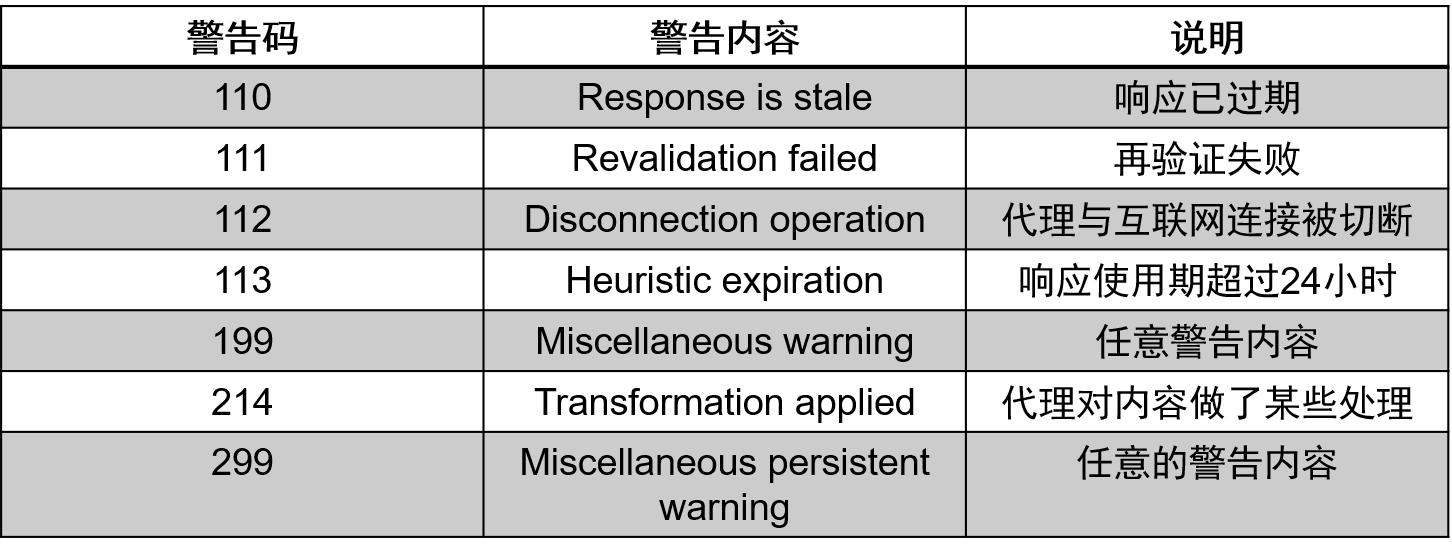 警告码 警告内容 说明
110 Response is stale 响应已过期
111 Revalidation failed 再验证失败
112 Disconnection operation 代理与互联网连接被切断
113 Heuristic expiration 响应使用期超过24小时
199 Miscellaneous warning 任意警告内容
214 Transformation applied 代理对内容做了某些处理
299 Miscellaneous persistent 任意的警告内容
warning